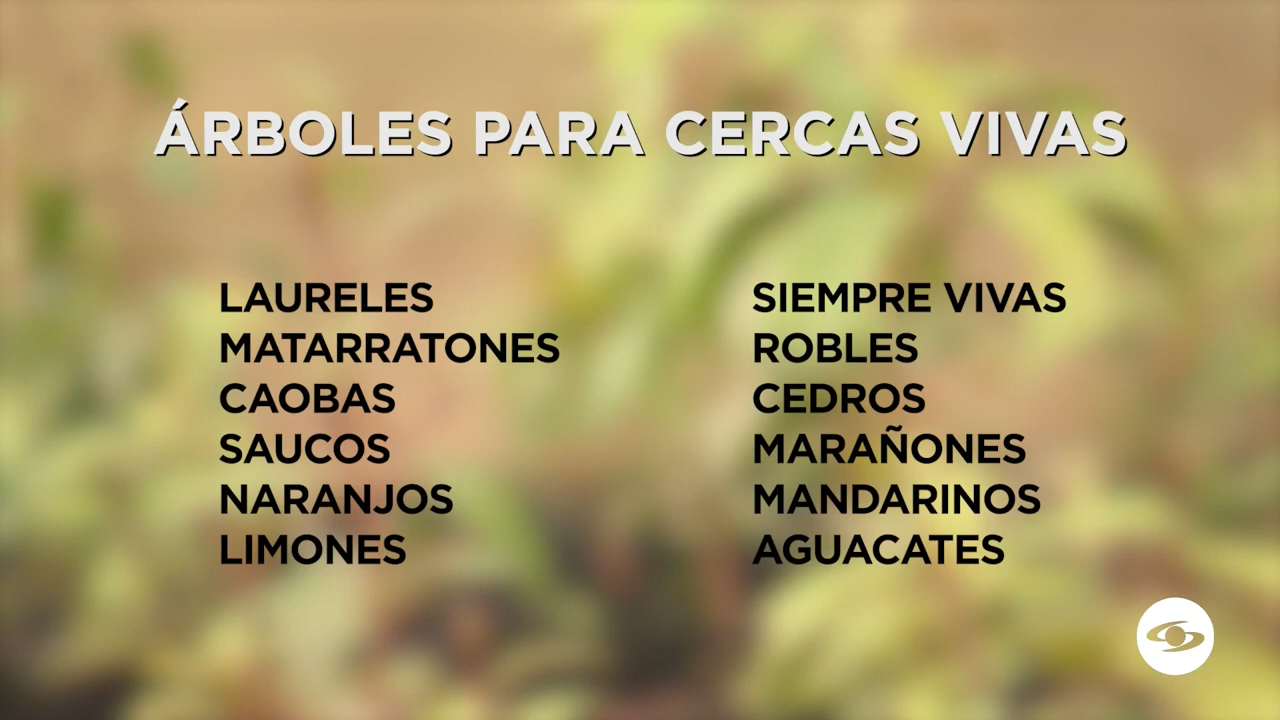 ÁRBOLES PARA CERCAS VIVAS
LAURELES
MATARRATONES
CAOBAS
SAUCOS
NARANJOS
LIMONES
SIEMPRE VIVAS
ROBLES
CEDROS
MARAÑONES
MANDARINOS
AGUACATES